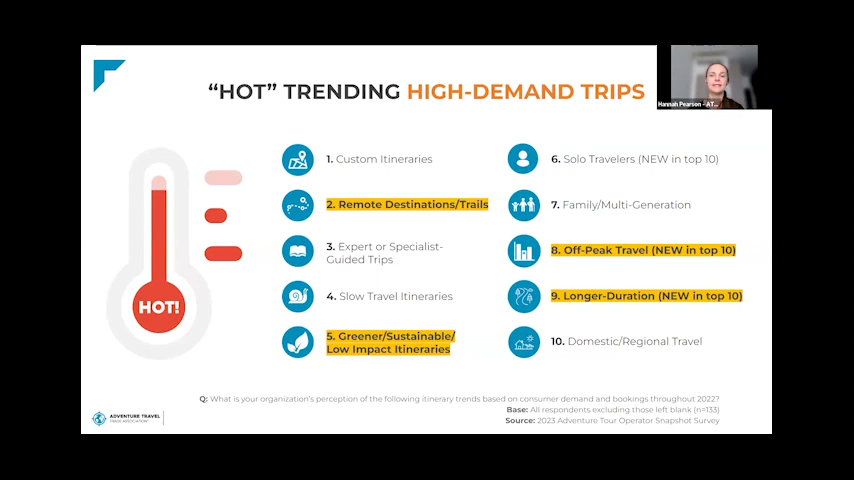 "HOT" TRENDING HIGH-DEMAND TRIPS
Hannah Pearson - AT...
1. Custom Itineraries
2. Remote Destinations/Trails
3. Expert or Specialist-
Guided Trips
4. Slow Travel Itineraries
5. Greener/Sustainable/
Low Impact Itineraries
6. Solo Travelers (NEW in top 10)
7. Family/Multi-Generation
8. Off-Peak Travel (NEW in top 10)
9. Longer-Duration (NEW in top 10)
10. Domestic/Regional Travel
HOT!
Q: What is your organization's perception of the following itinerary trends based on consumer demand and bookings throughout 2022?
Base: All respondents excluding those left blank (n=133)
Source: 2023 Adventure Tour Operator Snapshot Survey
ADVENTURE TRAVEL
TRADE ASSOCIATION